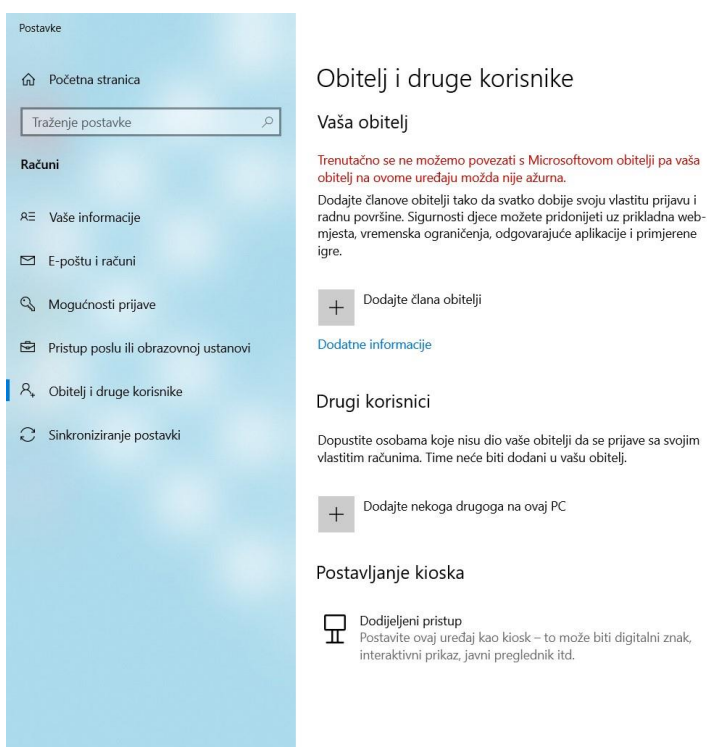 Postavke
Početna stranica
Traženje postavke
Računi
Vaše informacije
E-poštu i računi
Mogućnosti prijave
Pristup poslu ili obrazovnoj ustanovi
Obitelj i druge korisnike
Sinkroniziranje postavki
Obitelj i druge korisnike
Vaša obitelj
Trenutačno se ne možemo povezati s Microsoftovom obitelji pa vaša
obitelj na ovome uređaju možda nije ažurna.
Dodajte članove obitelji tako da svatko dobije svoju vlastitu prijavu i
radnu površine. Sigurnosti djece možete pridonijeti uz prikladna web-
mjesta, vremenska ograničenja, odgovarajuće aplikacije i primjerene
igre.
Dodajte člana obitelji
Dodatne informacije
Drugi korisnici
Dopustite osobama koje nisu dio vaše obitelji da se prijave sa svojim
vlastitim računima. Time neće biti dodani u vašu obitelj.
Dodajte nekoga drugoga na ovaj PC
Postavljanje kioska
Dodijeljeni pristup
Postavite ovaj uređaj kao kiosk – to može biti digitalni znak,
interaktivni prikaz, javni preglednik itd.